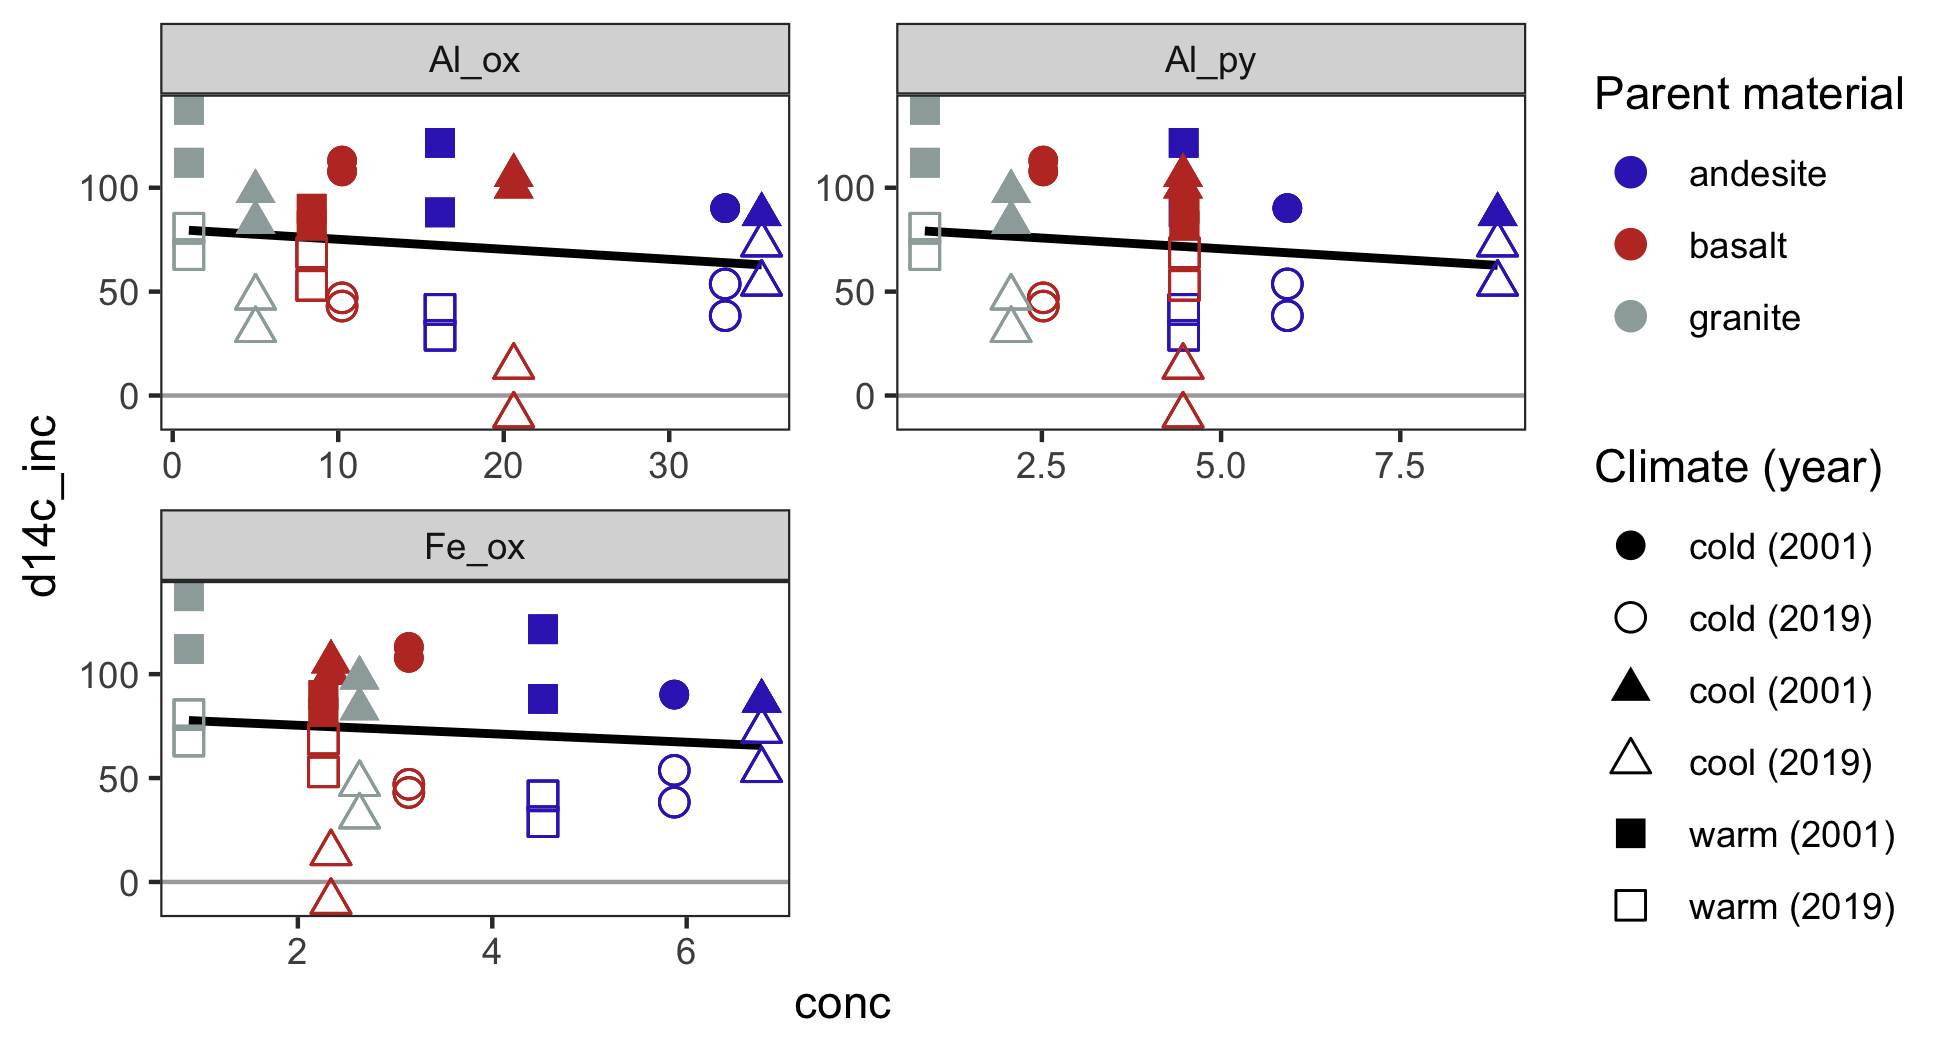 Al_ox
Al_py
100
50
0
0
10
20
30
100
50
0
2.5
5.0
7.5
Fe_ox
100
50
0
2
4
6
d14c_inc
conc
Parent material
andesite
basalt
granite
Climate (year)
cold (2001)
cold (2019)
cool (2001)
cool (2019)
warm (2001)
warm (2019)